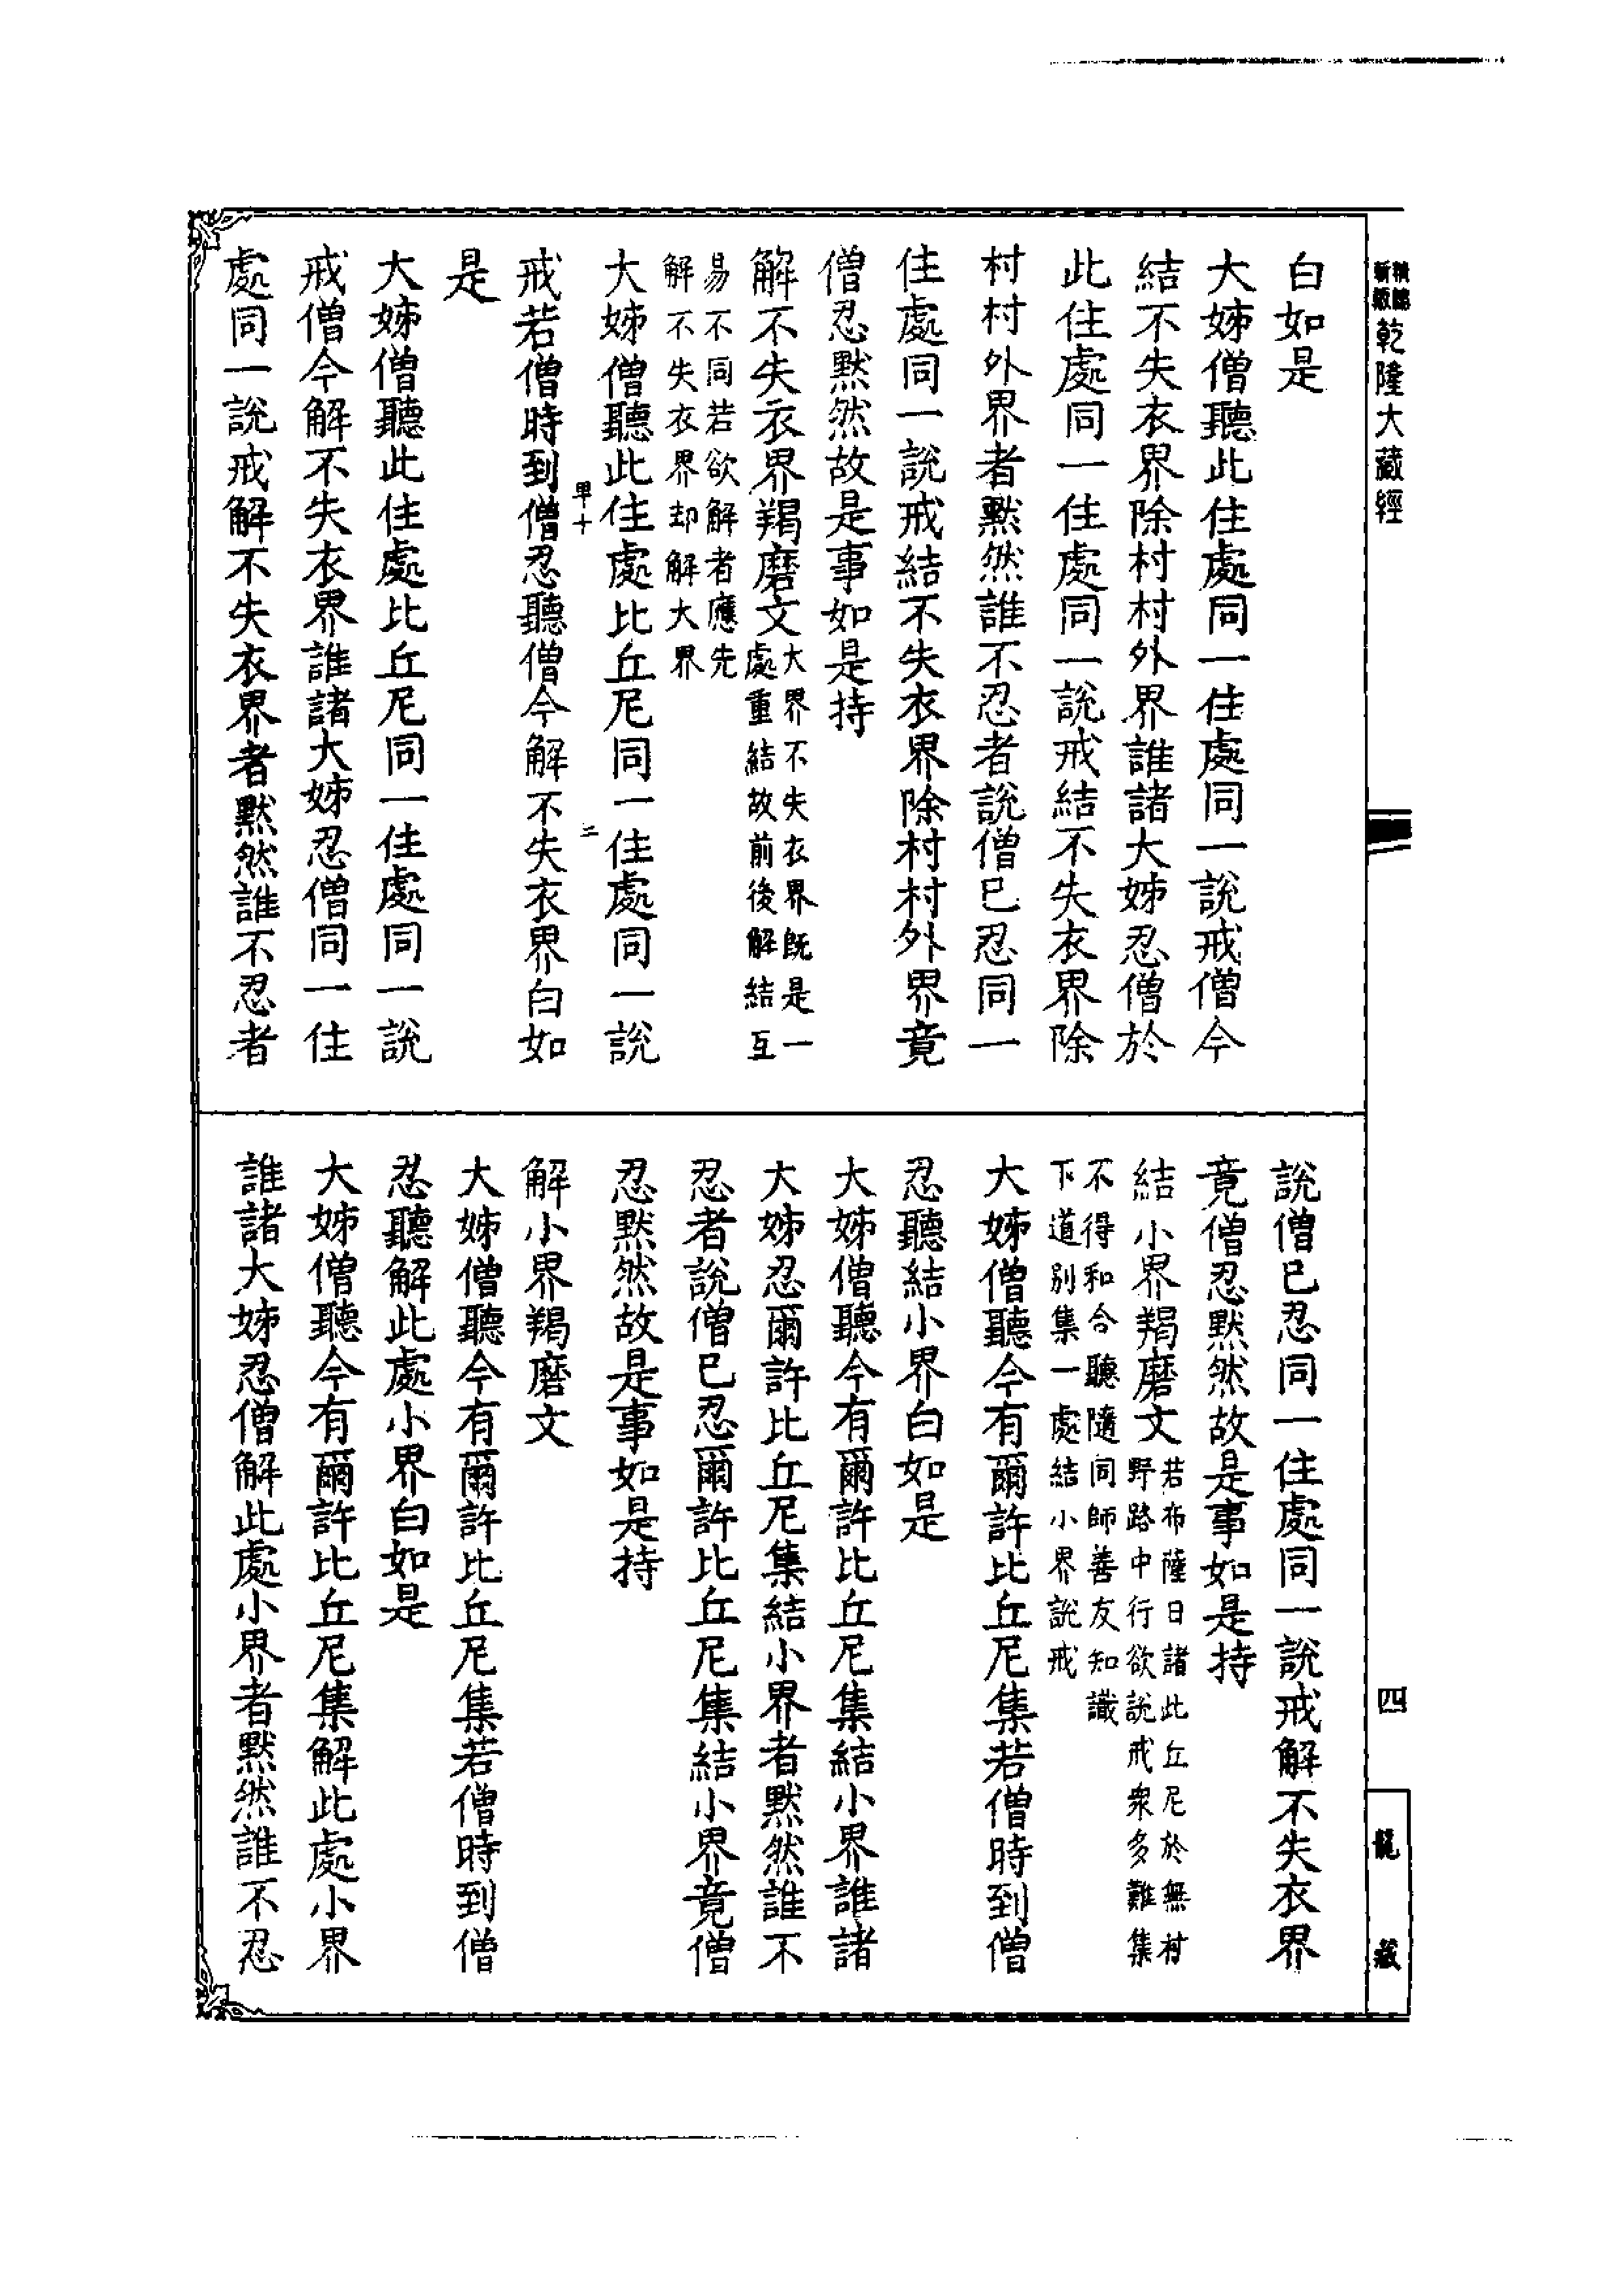 乾隆大藏經
四
龍藏
白如是
大姊僧聽此住處同一住處同一說戒僧今
結不失衣界除村村外界誰諸大姊忍僧於
此住處同一住處同一說戒結不失衣界除
村村外界者默然誰不忍者說僧已忍同一
住處同一說戒結不失衣界除村村外界竟
僧忍默然故是事如是持
解不失衣界羯磨文大界不失衣界既是一
處重結故前後解結互
易不同若欲解者應先
解不失衣界却解大界
大姊僧聽此住處比丘尼同一住處同一說
戒若僧時到僧忍聽僧今解不失衣界白如
是
大姊僧聽此住處比丘尼同一住處同一說
戒僧今解不失衣界誰諸大姊忍僧同一住
處同一說戒解不失衣界者默然誰不忍者
說僧已忍同一住處同一說戒解不失衣界
竟僧忍默然故是事如是持
結小界羯磨文若布薩日諸比丘尼於無村
野路中行欲說戒衆多難集
不得和合聽隨同師善友知識
下道別集一處結小界說戒
大姊僧聽今有爾許比丘尼集若僧時到僧
忍聽結小界白如是
大姊僧聽今有爾許比丘尼集結小界誰諸
大姊忍爾許比丘尼集結小界者默然誰不
忍者說僧已忍爾許比丘尼集結小界竟僧
忍默然故是事如是持
解小界羯磨文
大姊僧聽今有爾許比丘尼集若僧時到僧
忍聽解此處小界白如是
大姊僧聽今有爾許比丘尼集解此處小界
誰諸大姊忍僧解此處小界者默然誰不忍